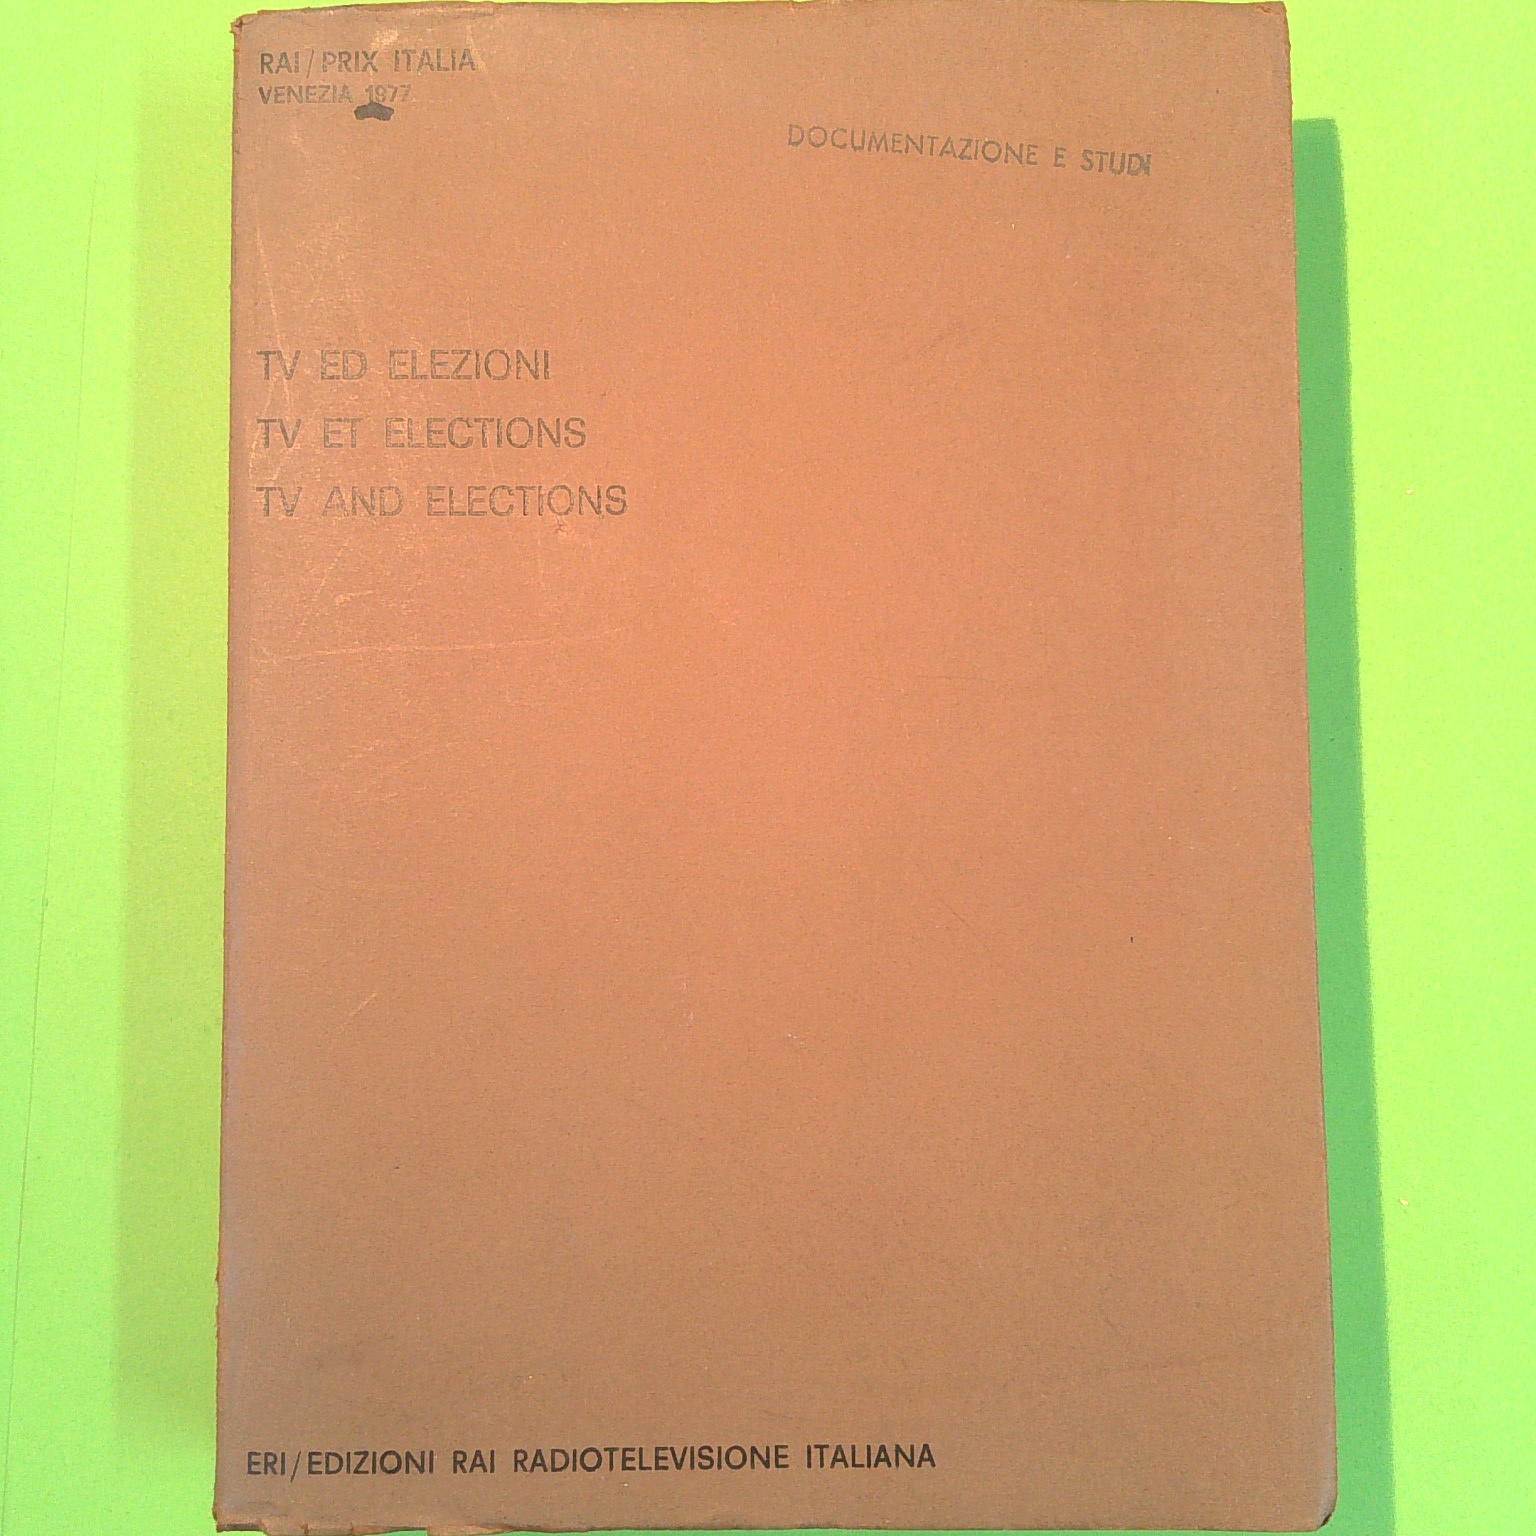 RAI/PRIX ITALIA
VENEZIA 1977
DOCUMENTAZIONE E STUDI
TV ED ELEZIONI
TV ET ELECTIONS
TV AND ELECTIONS
ERI/EDIZIONI RAI RADIOTELEVISIONE ITALIANA